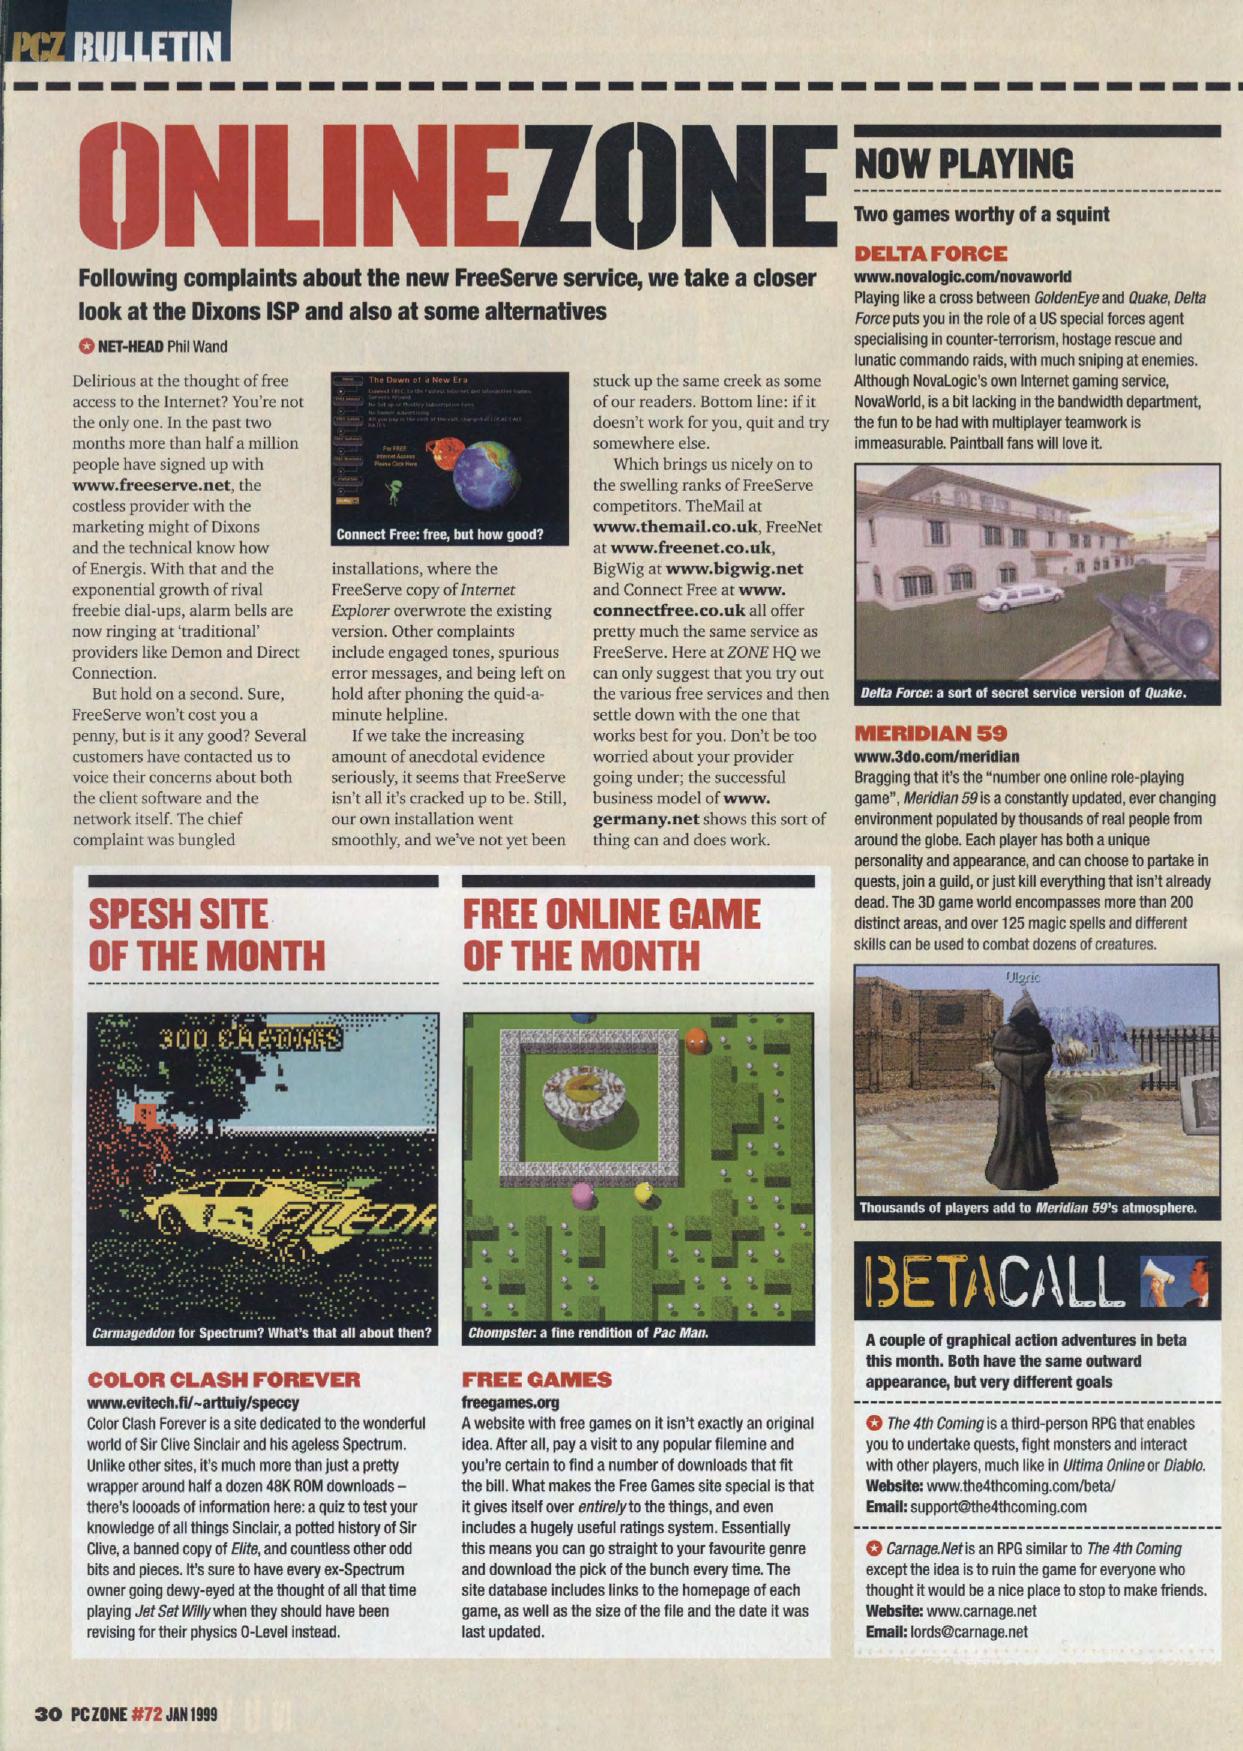 PCZ BULLETIN
ONLINEZONE
Following complaints about the new FreeServe service, we take a closer
look at the Dixons ISP and also at some alternatives
NET-HEAD Phil Wand
Delirious at the thought of free
access to the Internet? You're not
the only one. In the past two
months more than half a million
people have signed up with
www.freeserve.net, the
costless provider with the
marketing might of Dixons
and the technical know how
of Energis. With that and the
exponential growth of rival
freebie dial-ups, alarm bells are
now ringing at 'traditional'
providers like Demon and Direct
Connection.
But hold on a second. Sure,
FreeServe won't cost you a
penny, but is it any good? Several
customers have contacted us to
voice their concerns about both
the client software and the
network itself. The chief
complaint was bungled
The Dawn of a New Era
For FREE
Internet Access
Please Click Here
Connect Free: free, but how good?
installations, where the
FreeServe copy of Internet
Explorer overwrote the existing
version. Other complaints
include engaged tones, spurious
error messages, and being left on
hold after phoning the quid-a-
minute helpline.
If we take the increasing
amount of anecdotal evidence
seriously, it seems that FreeServe
isn't all it's cracked up to be. Still,
our own installation went
smoothly, and we've not yet been
stuck up the same creek as some
of our readers. Bottom line: if it
doesn't work for you, quit and try
somewhere else.
Which brings us nicely on to
the swelling ranks of FreeServe
competitors. TheMail at
www.themail.co.uk, FreeNet
at www.freenet.co.uk,
BigWig at www.bigwig.net
and Connect Free at www.
connectfree.co.uk all offer
pretty much the same service as
FreeServe. Here at ZONE HQ we
can only suggest that you try out
the various free services and then
settle down with the one that
works best for you. Don't be too
worried about your provider
going under; the successful
business model of www.
germany.net shows this sort of
thing can and does work.
SPESH SITE
OF THE MONTH
300 CREDITS
PILEDR
Carmageddon for Spectrum? What's that all about then?
COLOR CLASH FOREVER
www.evitech.fi/~arttuiy/speccy
Color Clash Forever is a site dedicated to the wonderful
world of Sir Clive Sinclair and his ageless Spectrum.
Unlike other sites, it's much more than just a pretty
wrapper around half a dozen 48K ROM downloads –
there's loooads of information here: a quiz to test your
knowledge of all things Sinclair, a potted history of Sir
Clive, a banned copy of Elite, and countless other odd
bits and pieces. It's sure to have every ex-Spectrum
owner going dewy-eyed at the thought of all that time
playing Jet Set Willy when they should have been
revising for their physics O-Level instead.
FREE ONLINE GAME
OF THE MONTH
Chompster: a fine rendition of Pac Man.
FREE GAMES
freegames.org
A website with free games on it isn't exactly an original
idea. After all, pay a visit to any popular filemine and
you're certain to find a number of downloads that fit
the bill. What makes the Free Games site special is that
it gives itself over entirely to the things, and even
includes a hugely useful ratings system. Essentially
this means you can go straight to your favourite genre
and download the pick of the bunch every time. The
site database includes links to the homepage of each
game, as well as the size of the file and the date it was
last updated.
NOW PLAYING
Two games worthy of a squint
DELTA FORCE
www.novalogic.com/novaworld
Playing like a cross between GoldenEye and Quake, Delta
Force puts you in the role of a US special forces agent
specialising in counter-terrorism, hostage rescue and
lunatic commando raids, with much sniping at enemies.
Although NovaLogic's own Internet gaming service,
NovaWorld, is a bit lacking in the bandwidth department,
the fun to be had with multiplayer teamwork is
immeasurable. Paintball fans will love it.
Delta Force: a sort of secret service version of Quake.
MERIDIAN 59
www.3do.com/meridian
Bragging that it's the "number one online role-playing
game", Meridian 59 is a constantly updated, ever changing
environment populated by thousands of real people from
around the globe. Each player has both a unique
personality and appearance, and can choose to partake in
quests, join a guild, or just kill everything that isn't already
dead. The 3D game world encompasses more than 200
distinct areas, and over 125 magic spells and different
skills can be used to combat dozens of creatures.
Ulgric
Thousands of players add to Meridian 59's atmosphere.
BETACALL
A couple of graphical action adventures in beta
this month. Both have the same outward
appearance, but very different goals
The 4th Coming is a third-person RPG that enables
you to undertake quests, fight monsters and interact
with other players, much like in Ultima Online or Diablo.
Website: www.the4thcoming.com/beta/
Email: support@the4thcoming.com
Carnage.Net is an RPG similar to The 4th Coming
except the idea is to ruin the game for everyone who
thought it would be a nice place to stop to make friends.
Website: www.carnage.net
Email: lords@carnage.net
30 PC ZONE #72 JAN 1999